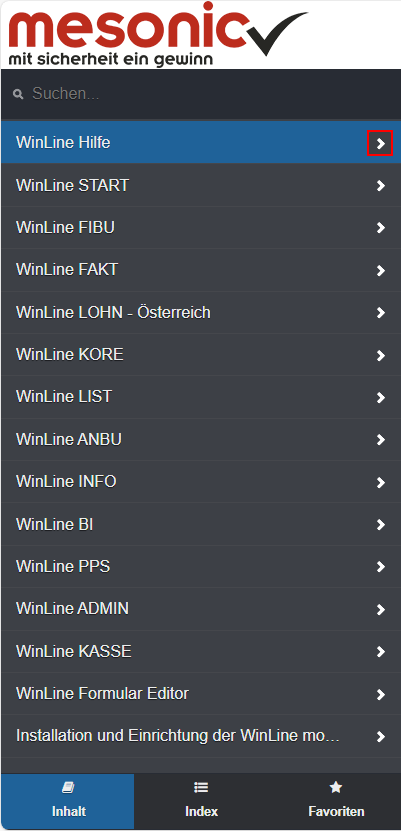 mesonic
mit sicherheit ein gewinn
Suchen...
WinLine Hilfe
WinLine START
WinLine FIBU
WinLine FAKT
WinLine LOHN - Österreich
WinLine KORE
WinLine LIST
WinLine ANBU
WinLine INFO
WinLine BI
WinLine PPS
WinLine ADMIN
WinLine KASSE
WinLine Formular Editor
Installation und Einrichtung der WinLine mo…
Inhalt Index Favoriten